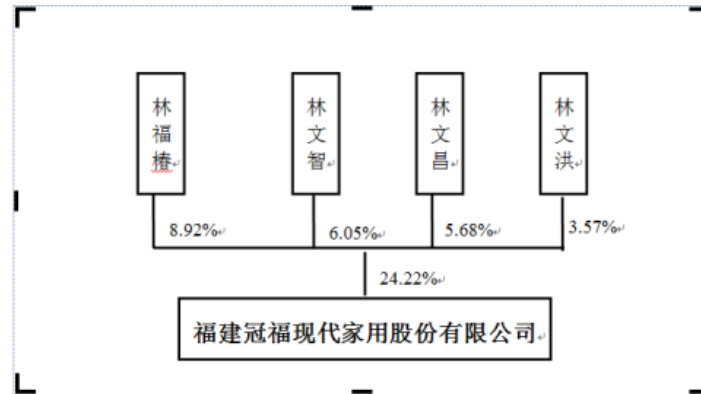 林福椿
林文智
林文昌
林文洪
8.92%
6.05%
5.68%
3.57%
24.22%
福建冠福现代家用股份有限公司